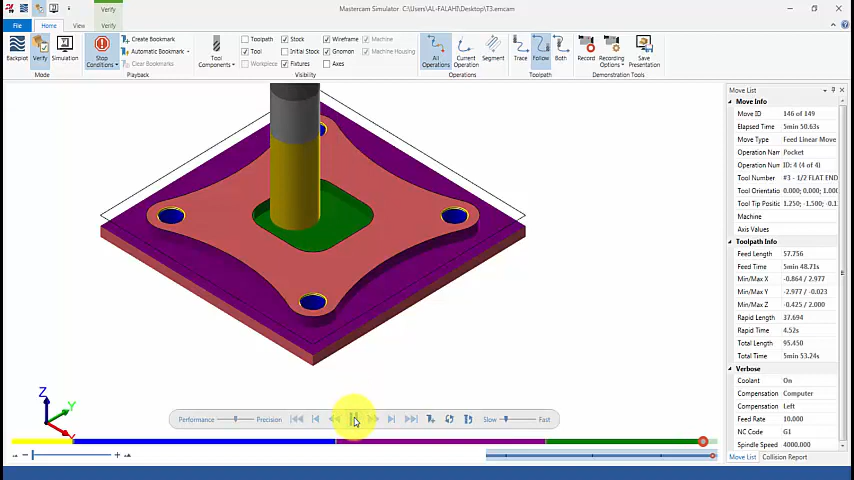 Verify
Mastercam Simulator C:\Users\AL-FALAHI\Desktop\T3.emcam
File Home View Verify
Backplot Verify Simulation
Mode
Stop Conditions
Create Bookmark
Automatic Bookmark
Clear Bookmarks
Playback
Tool Components
Toolpath Stock Wireframe Machine
Tool Initial Stock Gnomon Machine Housing
Workpiece Fixtures Axes
Visibility
All Operations Current Operation Segment
Operations
Trace Follow Both
Toolpath
Record Recording Options Save Presentation
Demonstration Tools
Move List
Move Info
Move ID 146 of 149
Elapsed Time 5min 50.63s
Move Type Feed Linear Move
Operation Nam Pocket
Operation Num ID: 4 (4 of 4)
Tool Number #3 - 1/2 FLAT END
Tool Orientatio 0.000; 0.000; 1.000
Tool Tip Positio 1.250; -1.500; -0.1
Machine
Axis Values
Toolpath Info
Feed Length 57.756
Feed Time 5min 48.71s
Min/Max X -0.864 / 2.977
Min/Max Y -2.977 / -0.023
Min/Max Z -0.425 / 2.000
Rapid Length 37.694
Rapid Time 4.52s
Total Length 95.450
Total Time 5min 53.24s
Verbose
Coolant On
Compensation Computer
Compensation Left
Feed Rate 10.000
NC Code G1
Spindle Speed 4000.000
Z
Y
Performance Precision Slow Fast
Move List Collision Report